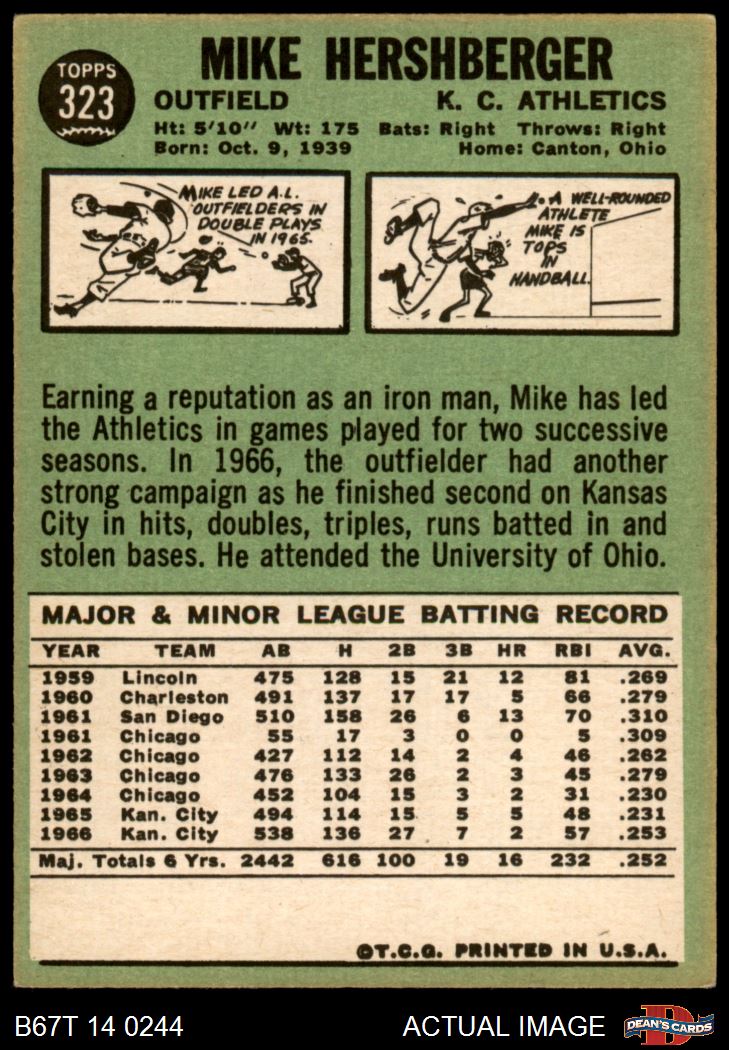 TOPPS
323
MIKE HERSHBERGER
OUTFIELD K. C. ATHLETICS
Ht: 5'10" Wt: 175 Bats: Right Throws: Right
Born: Oct. 9, 1939 Home: Canton, Ohio
MIKE LED A.L.
OUTFIELDERS IN
DOUBLE PLAYS
IN 1965.
A WELL-ROUNDED
ATHLETE
MIKE IS
TOPS
IN
HANDBALL.
Earning a reputation as an iron man, Mike has led
the Athletics in games played for two successive
seasons. In 1966, the outfielder had another
strong campaign as he finished second on Kansas
City in hits, doubles, triples, runs batted in and
stolen bases. He attended the University of Ohio.
MAJOR & MINOR LEAGUE BATTING RECORD
YEAR TEAM AB H 2B 3B HR RBI AVG.
1959 Lincoln 475 128 15 21 12 81 .269
1960 Charleston 491 137 17 17 5 66 .279
1961 San Diego 510 158 26 6 13 70 .310
1961 Chicago 55 17 3 0 0 5 .309
1962 Chicago 427 112 14 2 4 46 .262
1963 Chicago 476 133 26 2 3 45 .279
1964 Chicago 452 104 15 3 2 31 .230
1965 Kan. City 494 114 15 5 5 48 .231
1966 Kan. City 538 136 27 7 2 57 .253
Maj. Totals 6 Yrs. 2442 616 100 19 16 232 .252
©T.C.G. PRINTED IN U.S.A.
B67T 14 0244 ACTUAL IMAGE
DEAN'S CARDS